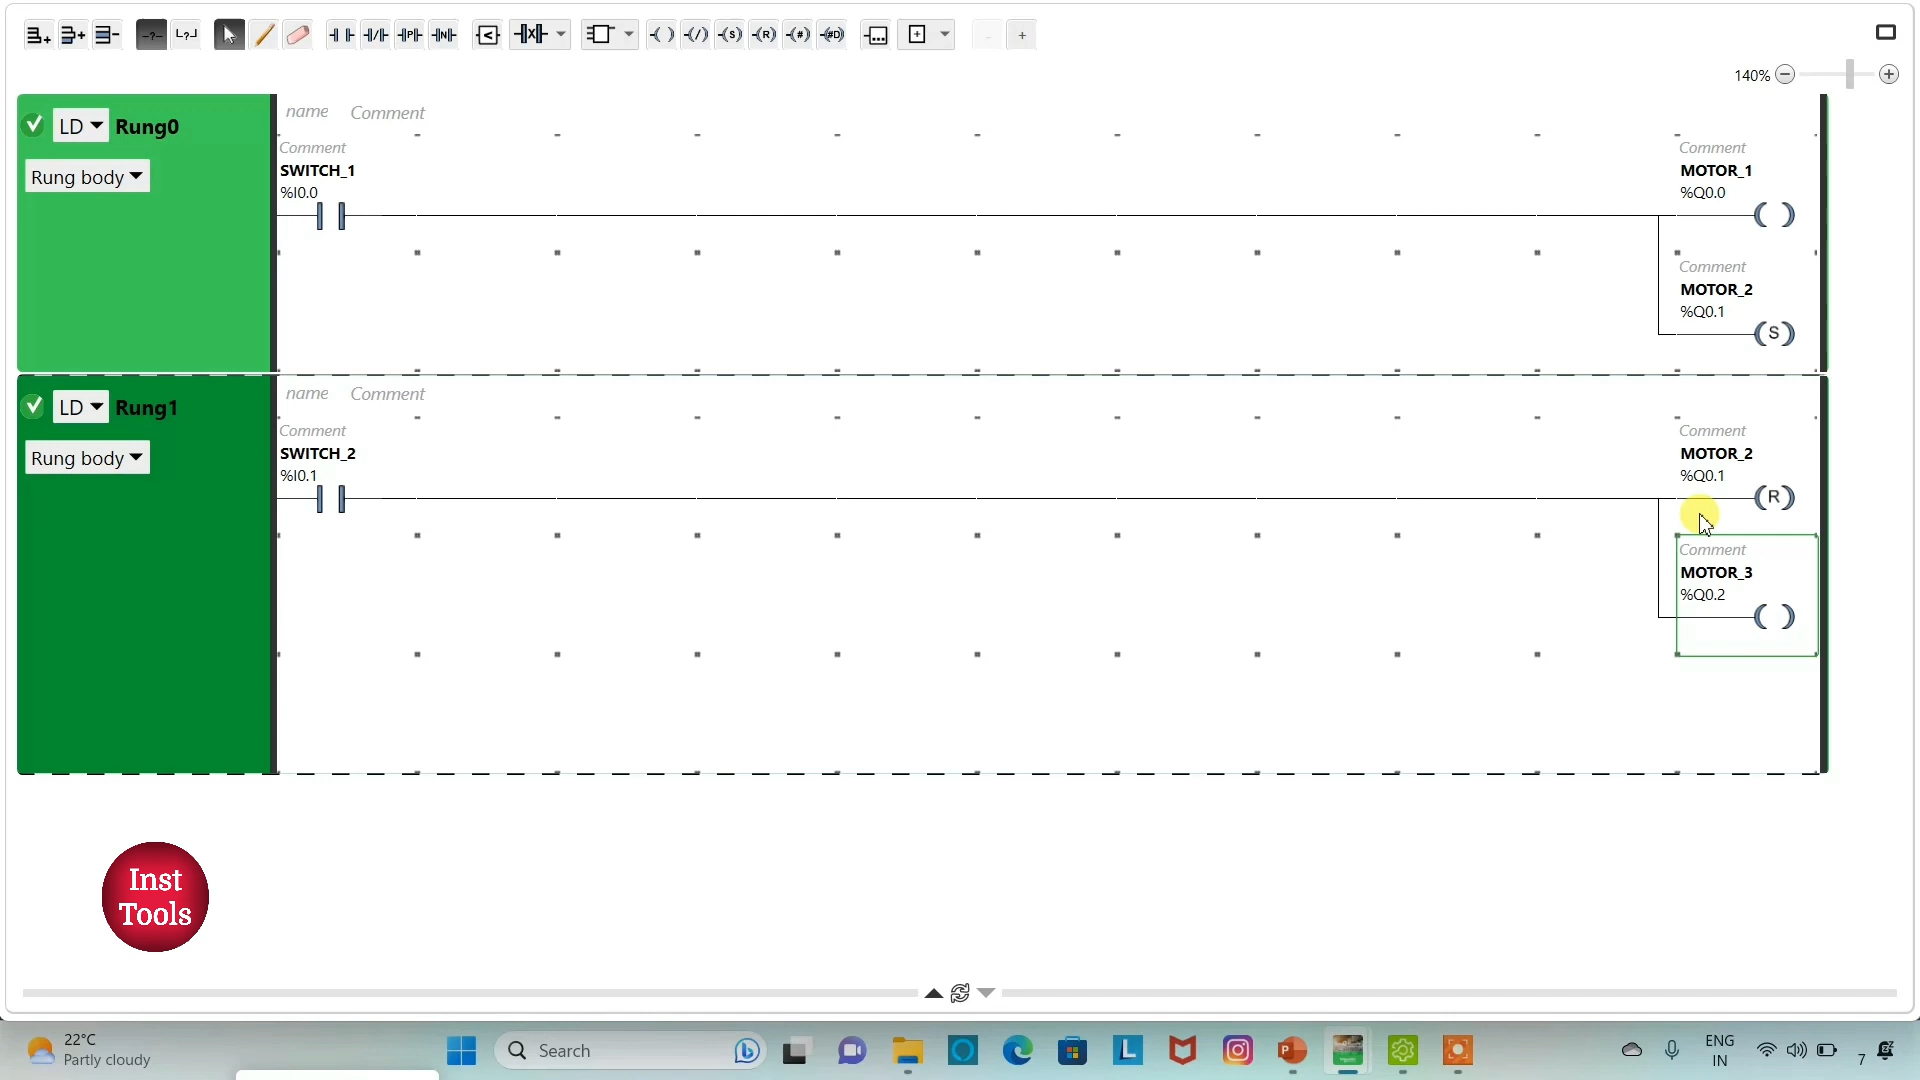 140%
LD Rung0
name Comment
Rung body
Comment
SWITCH_1
%I0.0
Comment
MOTOR_1
%Q0.0
Comment
MOTOR_2
%Q0.1
S
LD Rung1
name Comment
Rung body
Comment
SWITCH_2
%I0.1
Comment
MOTOR_2
%Q0.1
R
Comment
MOTOR_3
%Q0.2
Inst
Tools
22°C
Partly cloudy
Search
ENG
IN
7